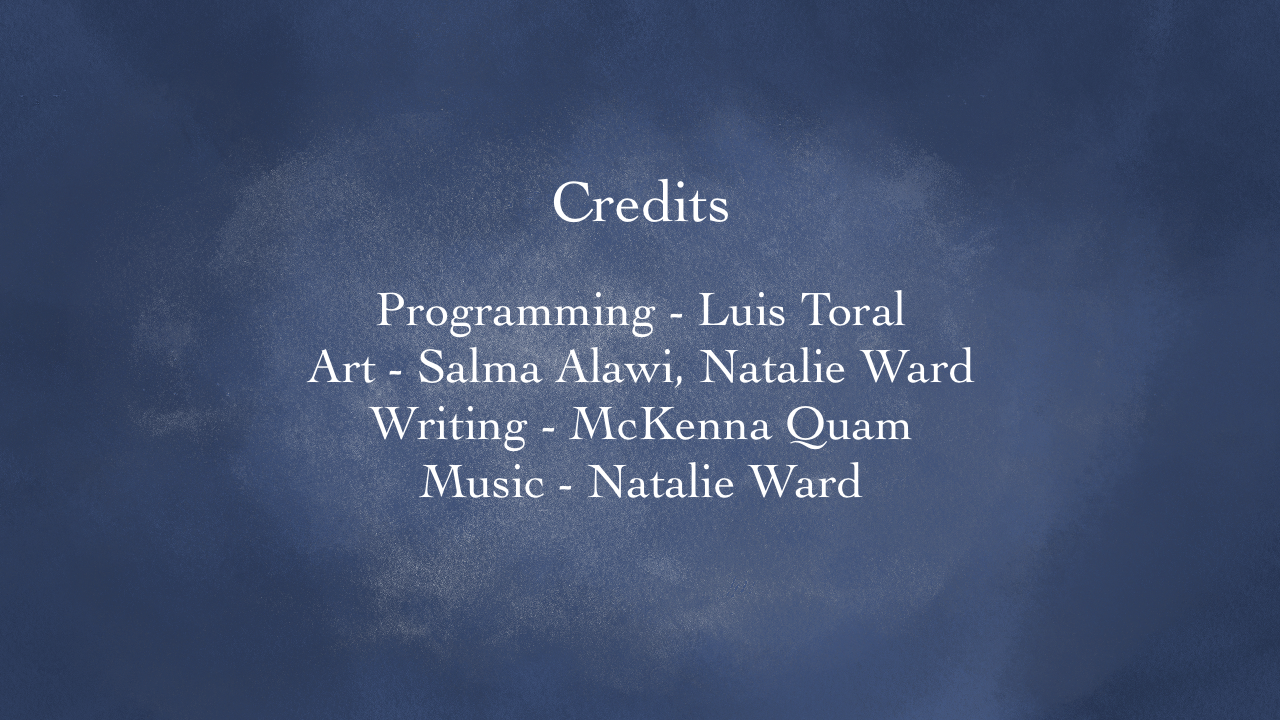 Credits
Programming - Luis Toral
Art - Salma Alawi, Natalie Ward
Writing - McKenna Quam
Music - Natalie Ward